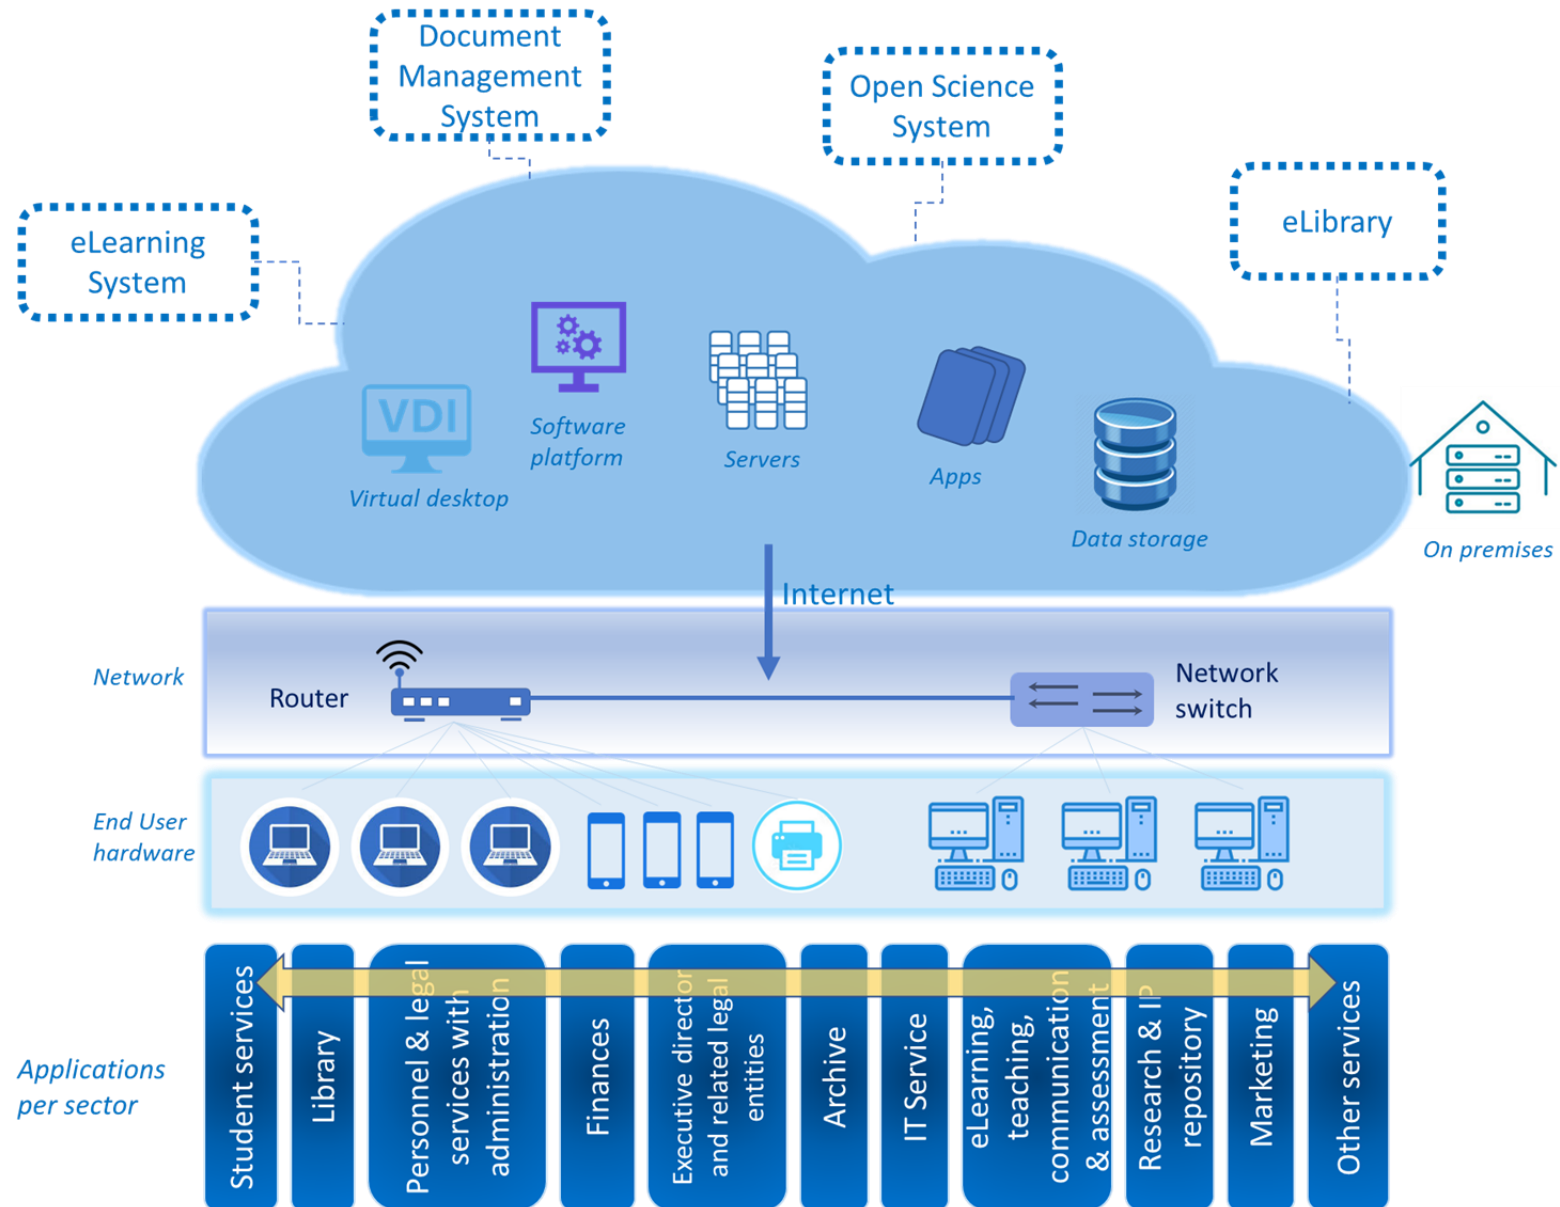 Document
Management
System
Open Science
System
eLibrary
eLearning
System
VDI
Virtual desktop
Software
platform
Servers
Apps
Data storage
On premises
Internet
Network
Router
Network
switch
End User
hardware
Applications
per sector
Student services
Library
Personnel & legal
services with
administration
Finances
Executive director
and related legal
entities
Archive
IT Service
eLearning,
teaching,
communication
& assessment
Research & IP
repository
Marketing
Other services